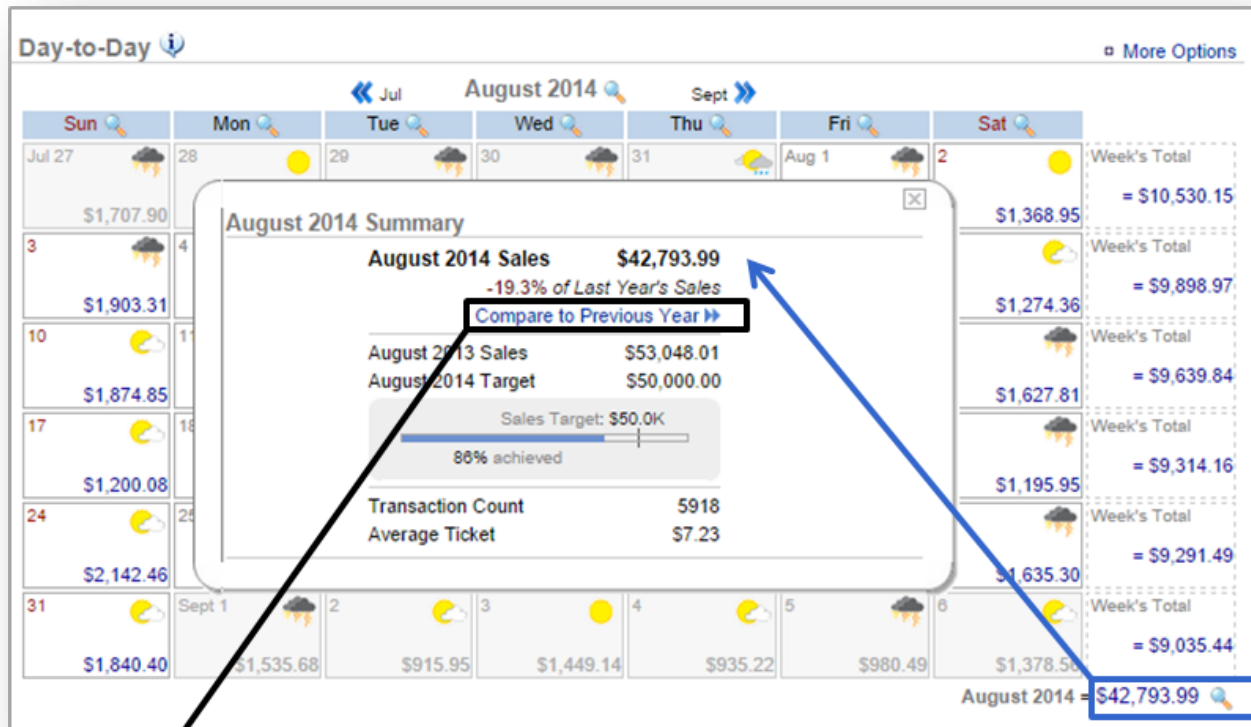 Day-to-Day
More Options
Jul August 2014 Sept
Sun Mon Tue Wed Thu Fri Sat
Jul 27 28 29 30 31 Aug 1 2 Week's Total
$1,707.90 $1,368.95 = $10,530.15
3 4 Week's Total
$1,903.31 $1,274.36 = $9,898.97
10 11 Week's Total
$1,874.85 $1,627.81 = $9,639.84
17 18 Week's Total
$1,200.08 $1,195.95 = $9,314.16
24 25 Week's Total
$2,142.46 $1,635.30 = $9,291.49
31 Sept 1 2 3 4 5 6 Week's Total
$1,840.40 $1,535.68 $915.95 $1,449.14 $935.22 $980.49 $1,378.56 = $9,035.44
August 2014 = $42,793.99
August 2014 Summary
August 2014 Sales $42,793.99
-19.3% of Last Year's Sales
Compare to Previous Year
August 2013 Sales $53,048.01
August 2014 Target $50,000.00
Sales Target: $50.0K
86% achieved
Transaction Count 5918
Average Ticket $7.23